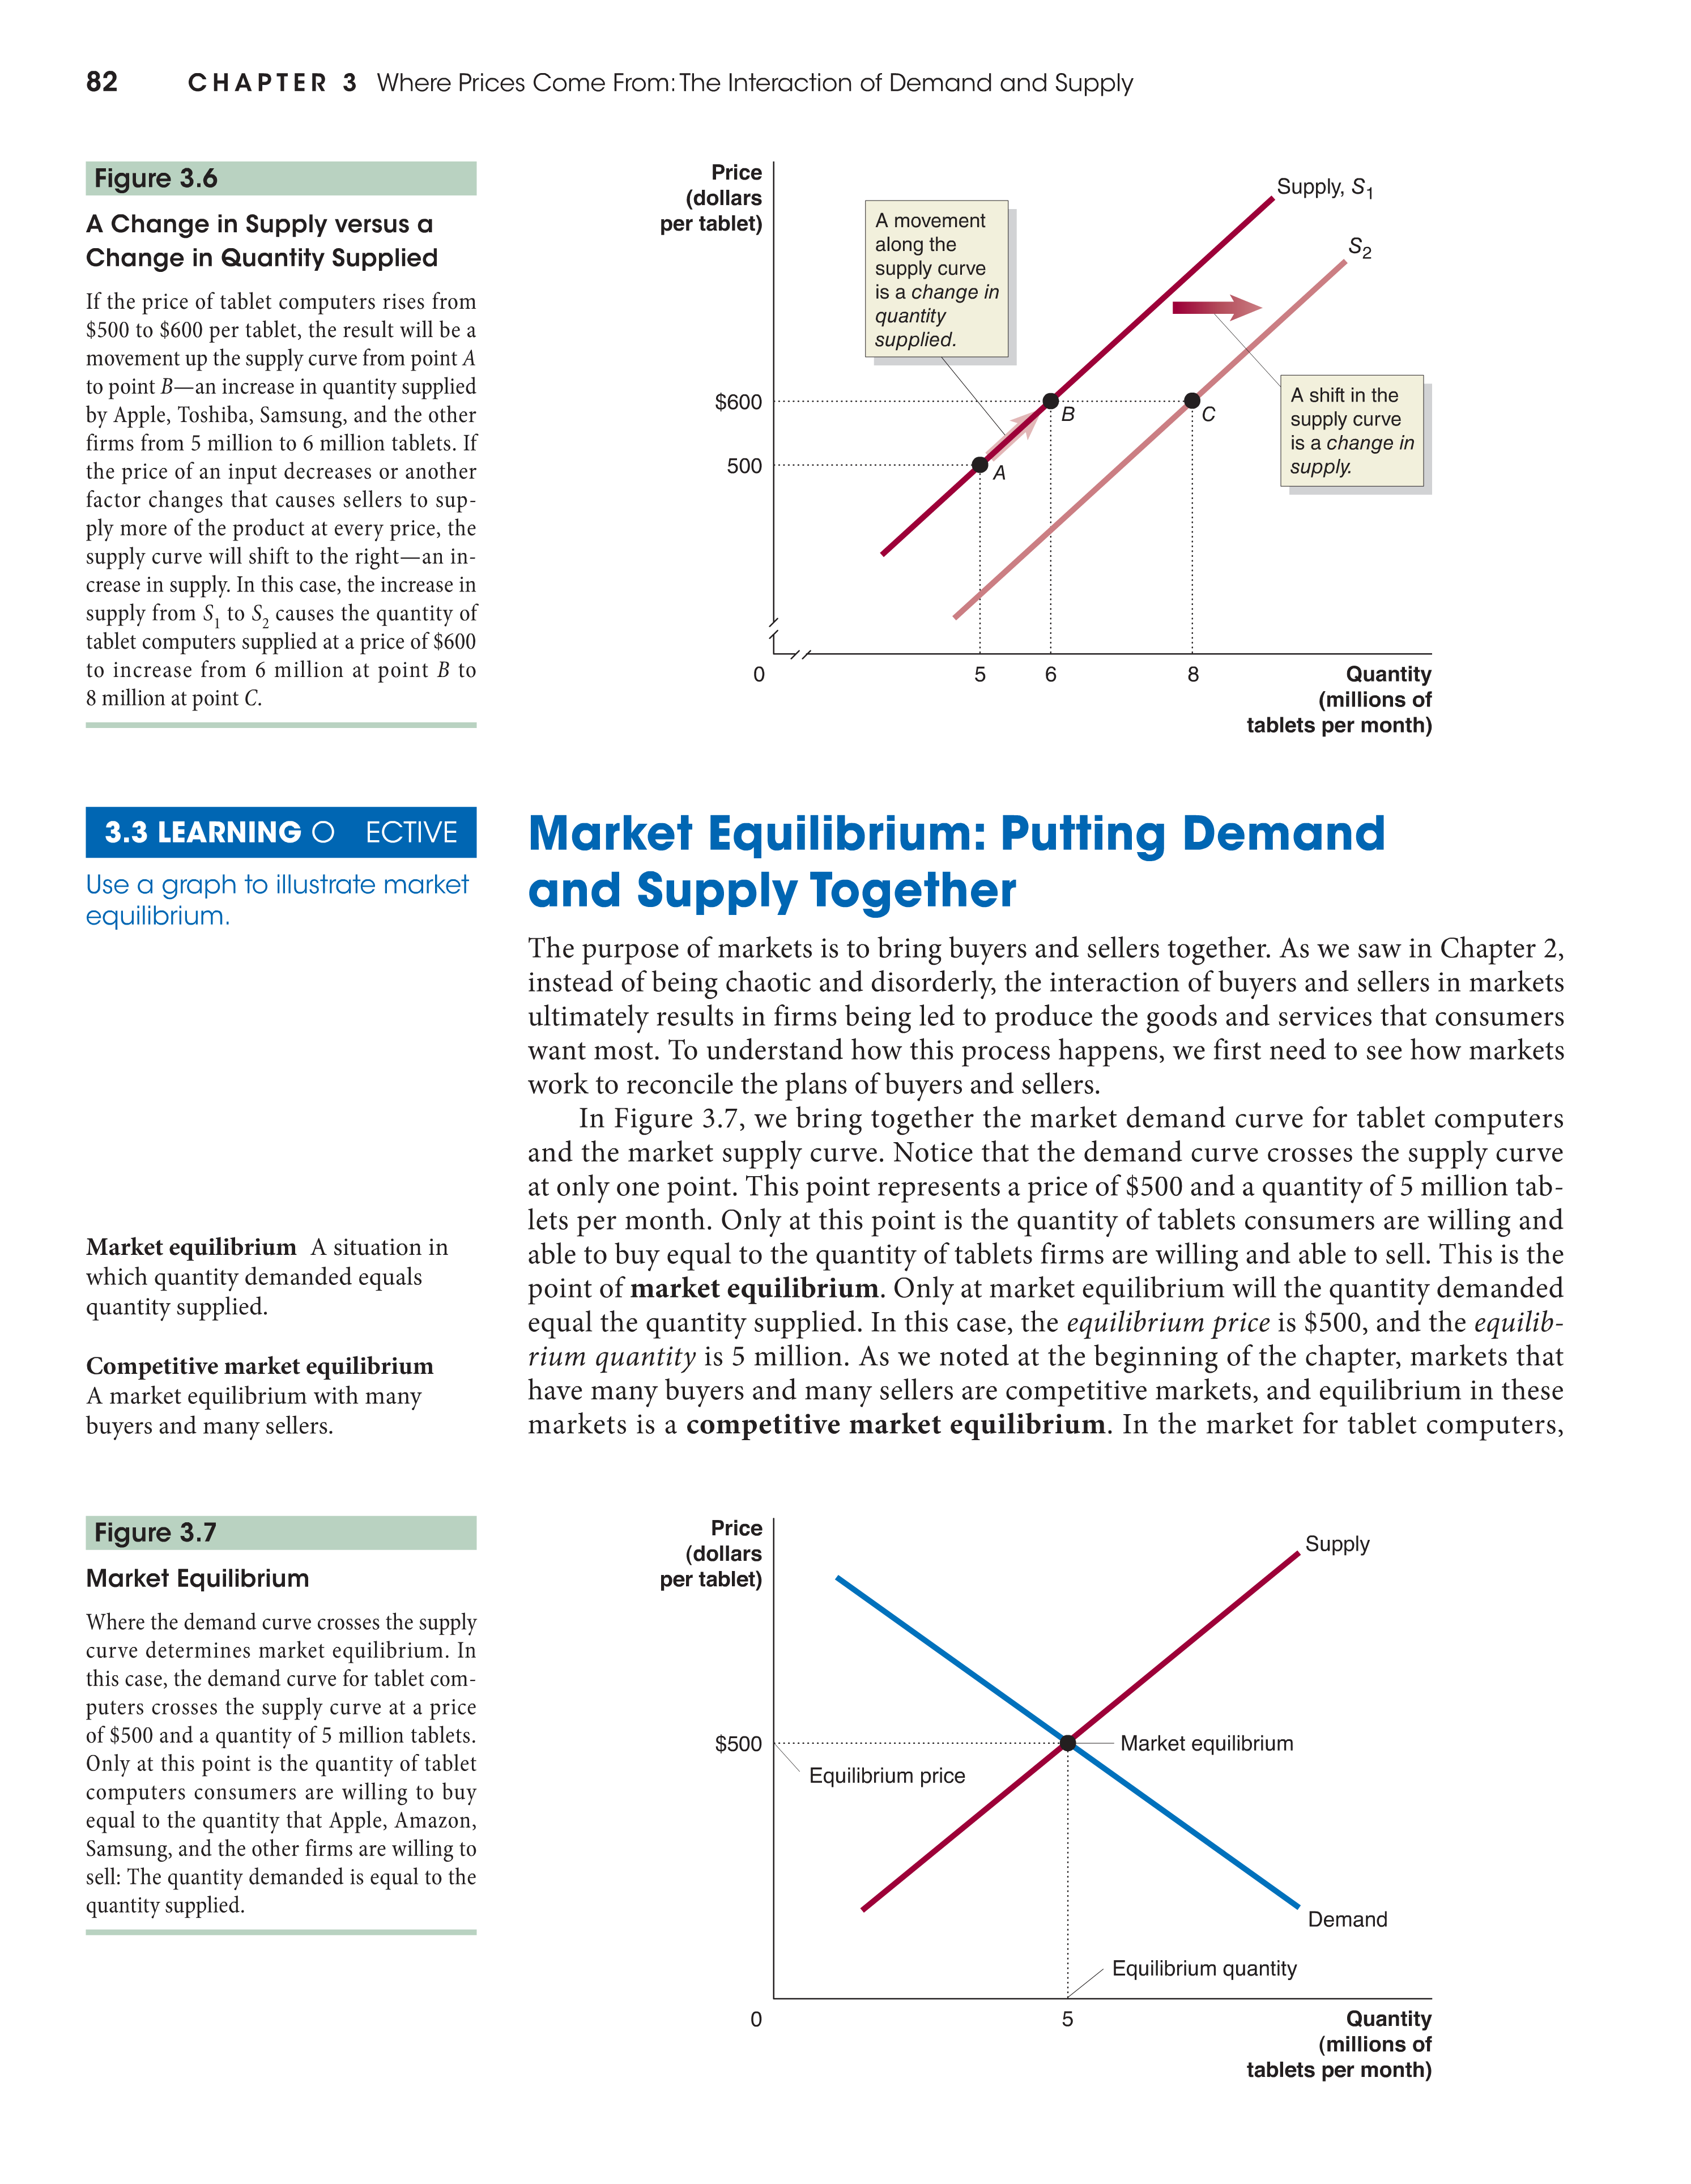 82 CHAPTER 3 Where Prices Come From: The Interaction of Demand and Supply
Figure 3.6
A Change in Supply versus a
Change in Quantity Supplied
If the price of tablet computers rises from
$500 to $600 per tablet, the result will be a
movement up the supply curve from point A
to point B—an increase in quantity supplied
by Apple, Toshiba, Samsung, and the other
firms from 5 million to 6 million tablets. If
the price of an input decreases or another
factor changes that causes sellers to sup-
ply more of the product at every price, the
supply curve will shift to the right—an in-
crease in supply. In this case, the increase in
supply from S1 to S2 causes the quantity of
tablet computers supplied at a price of $600
to increase from 6 million at point B to
8 million at point C.
Price
(dollars
per tablet)
Supply, S1
S2
A movement
along the
supply curve
is a change in
quantity
supplied.
A shift in the
supply curve
is a change in
supply.
$600
B
C
500
A
0
5
6
8
Quantity
(millions of
tablets per month)
3.3 LEARNING O ECTIVE
Use a graph to illustrate market
equilibrium.
Market Equilibrium: Putting Demand
and Supply Together
The purpose of markets is to bring buyers and sellers together. As we saw in Chapter 2,
instead of being chaotic and disorderly, the interaction of buyers and sellers in markets
ultimately results in firms being led to produce the goods and services that consumers
want most. To understand how this process happens, we first need to see how markets
work to reconcile the plans of buyers and sellers.
In Figure 3.7, we bring together the market demand curve for tablet computers
and the market supply curve. Notice that the demand curve crosses the supply curve
at only one point. This point represents a price of $500 and a quantity of 5 million tab-
lets per month. Only at this point is the quantity of tablets consumers are willing and
able to buy equal to the quantity of tablets firms are willing and able to sell. This is the
point of market equilibrium. Only at market equilibrium will the quantity demanded
equal the quantity supplied. In this case, the equilibrium price is $500, and the equilib-
rium quantity is 5 million. As we noted at the beginning of the chapter, markets that
have many buyers and many sellers are competitive markets, and equilibrium in these
markets is a competitive market equilibrium. In the market for tablet computers,
Market equilibrium A situation in
which quantity demanded equals
quantity supplied.
Competitive market equilibrium
A market equilibrium with many
buyers and many sellers.
Figure 3.7
Market Equilibrium
Where the demand curve crosses the supply
curve determines market equilibrium. In
this case, the demand curve for tablet com-
puters crosses the supply curve at a price
of $500 and a quantity of 5 million tablets.
Only at this point is the quantity of tablet
computers consumers are willing to buy
equal to the quantity that Apple, Amazon,
Samsung, and the other firms are willing to
sell: The quantity demanded is equal to the
quantity supplied.
Price
(dollars
per tablet)
Supply
$500
Market equilibrium
Equilibrium price
Demand
Equilibrium quantity
0
5
Quantity
(millions of
tablets per month)